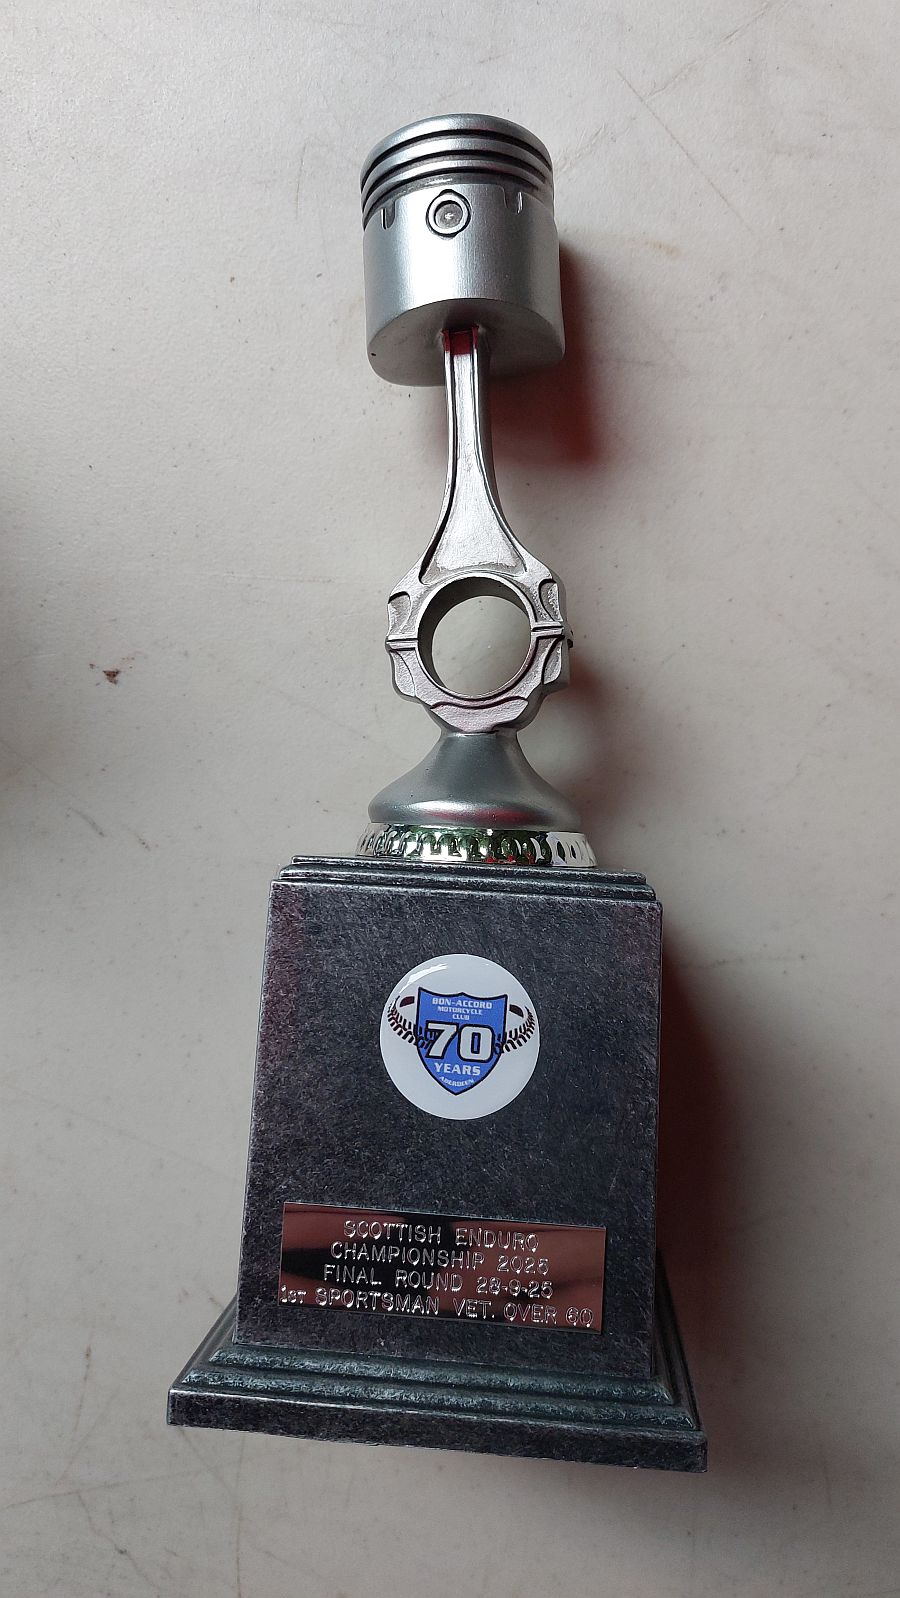 BON-ACCORD
MOTORCYCLE
CLUB
70
YEARS
ABERDEEN
SCOTTISH ENDURO
CHAMPIONSHIP 2025
FINAL ROUND 28-9-25
1ST SPORTSMAN VET. OVER 60